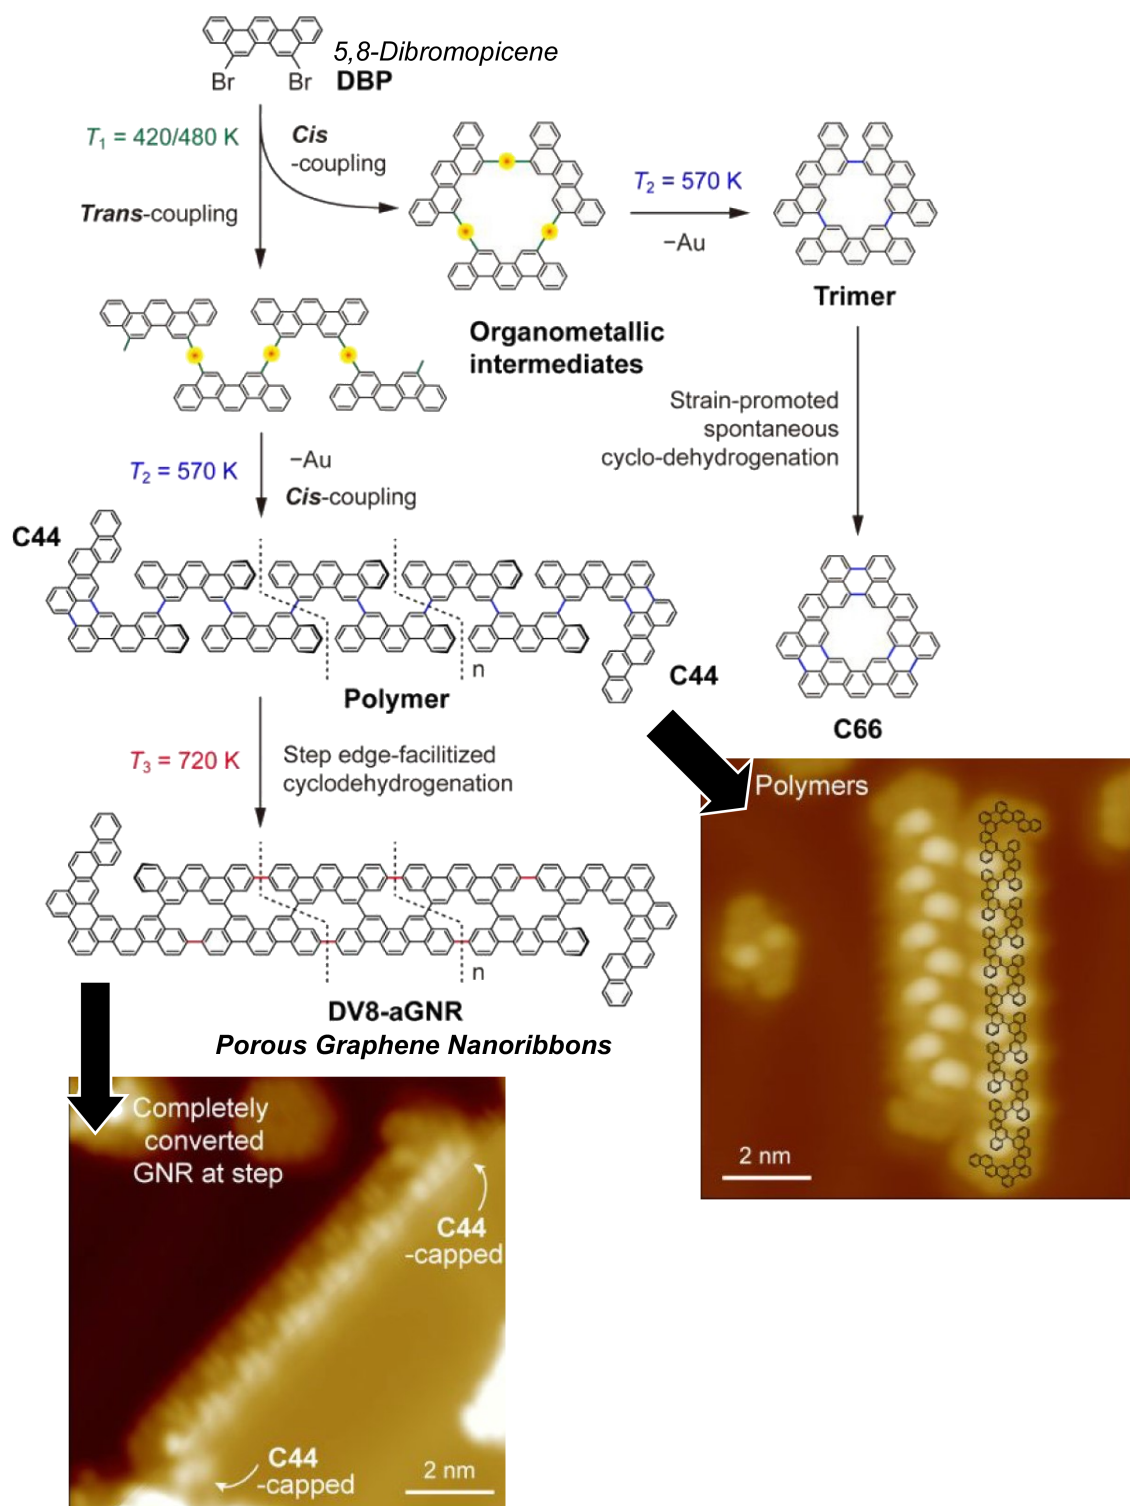 5,8-Dibromopicene
Br Br DBP
T₁ = 420/480 K
Cis
-coupling
Trans-coupling
T₂ = 570 K
−Au
Trimer
Organometallic
intermediates
Strain-promoted
spontaneous
cyclo-dehydrogenation
T₂ = 570 K
−Au
Cis-coupling
C44
n
C44
Polymer
C66
T₃ = 720 K
Step edge-facilitized
cyclodehydrogenation
Polymers
n
DV8-aGNR
Porous Graphene Nanoribbons
2 nm
Completely
converted
GNR at step
C44
-capped
C44
-capped
2 nm